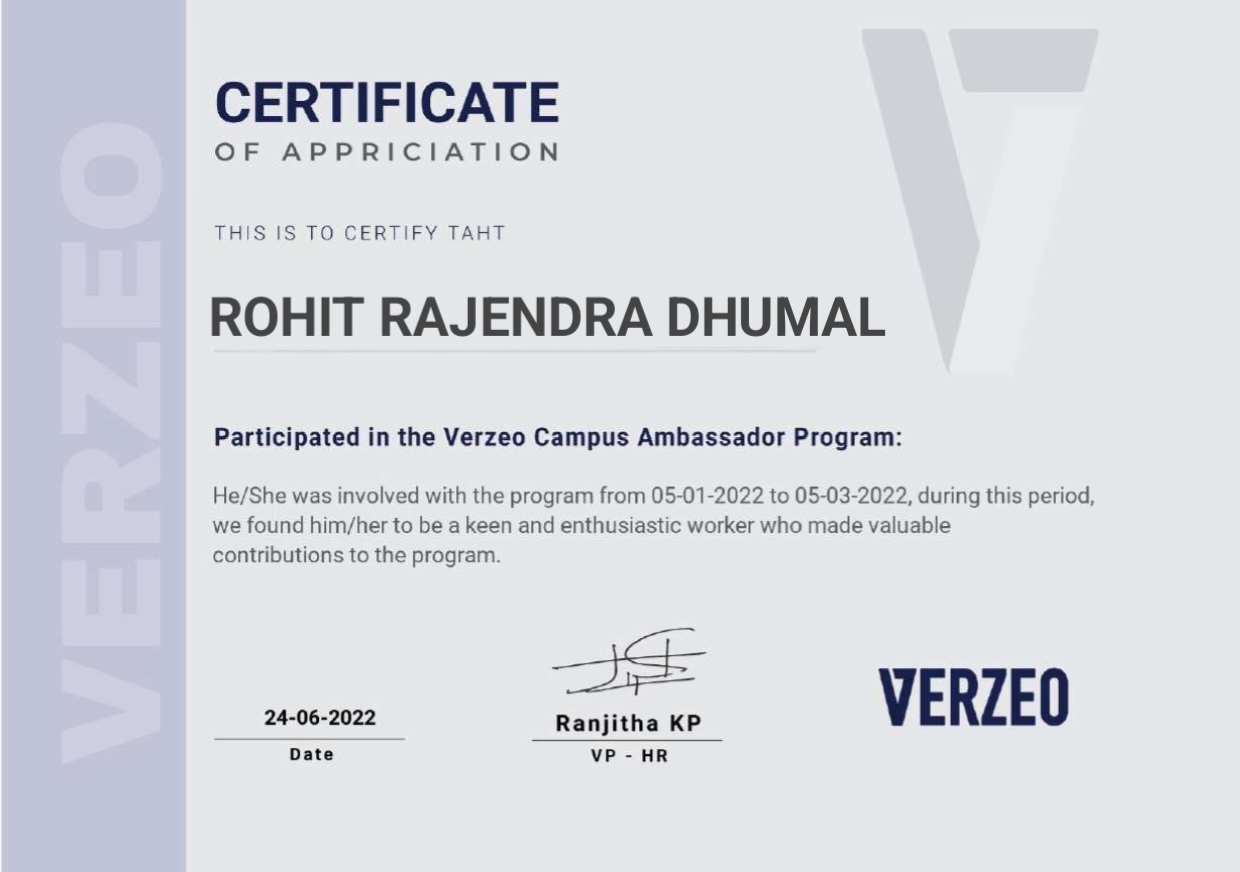 VERZEO
CERTIFICATE
OF APPRICIATION
THIS IS TO CERTIFY TAHT
ROHIT RAJENDRA DHUMAL
Participated in the Verzeo Campus Ambassador Program:
He/She was involved with the program from 05-01-2022 to 05-03-2022, during this period,
we found him/her to be a keen and enthusiastic worker who made valuable
contributions to the program.
24-06-2022
Date
Ranjitha KP
VP - HR
VERZEO